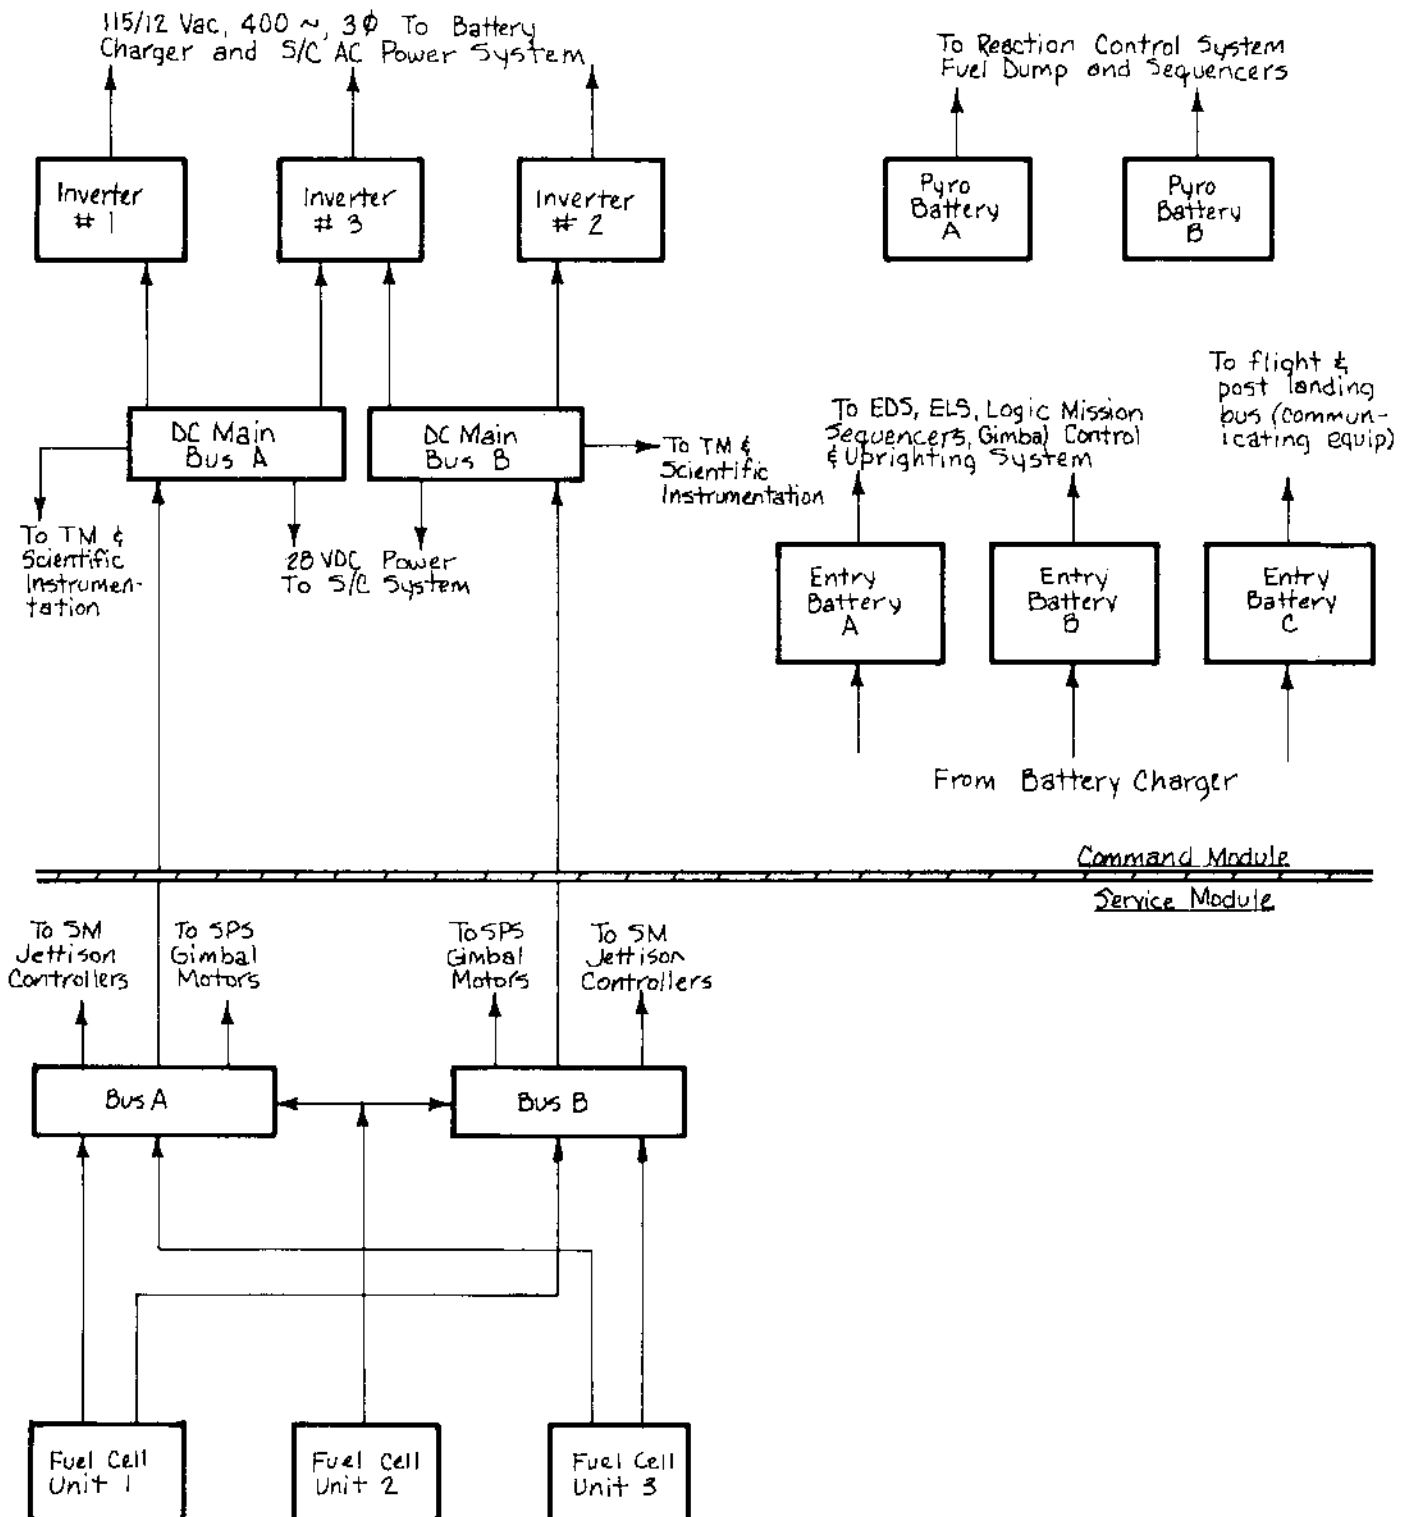 115/12 Vac, 400 ~, 3Φ To Battery
Charger and S/C AC Power System
To Reaction Control System
Fuel Dump and Sequencers
Inverter
# 1
Inverter
# 3
Inverter
# 2
Pyro
Battery
A
Pyro
Battery
B
DC Main
Bus A
DC Main
Bus B
To TM &
Scientific
Instrumen-
tation
28 VDC Power
To S/C System
To TM &
Scientific
Instrumentation
To EDS, ELS, Logic Mission
Sequencers, Gimbal Control
& Uprighting System
To flight &
post landing
bus (commun-
icating equip)
Entry
Battery
A
Entry
Battery
B
Entry
Battery
C
From Battery Charger
Command Module
Service Module
To SM
Jettison
Controllers
To SPS
Gimbal
Motors
To SPS
Gimbal
Motors
To SM
Jettison
Controllers
Bus A
Bus B
Fuel Cell
Unit 1
Fuel Cell
Unit 2
Fuel Cell
Unit 3